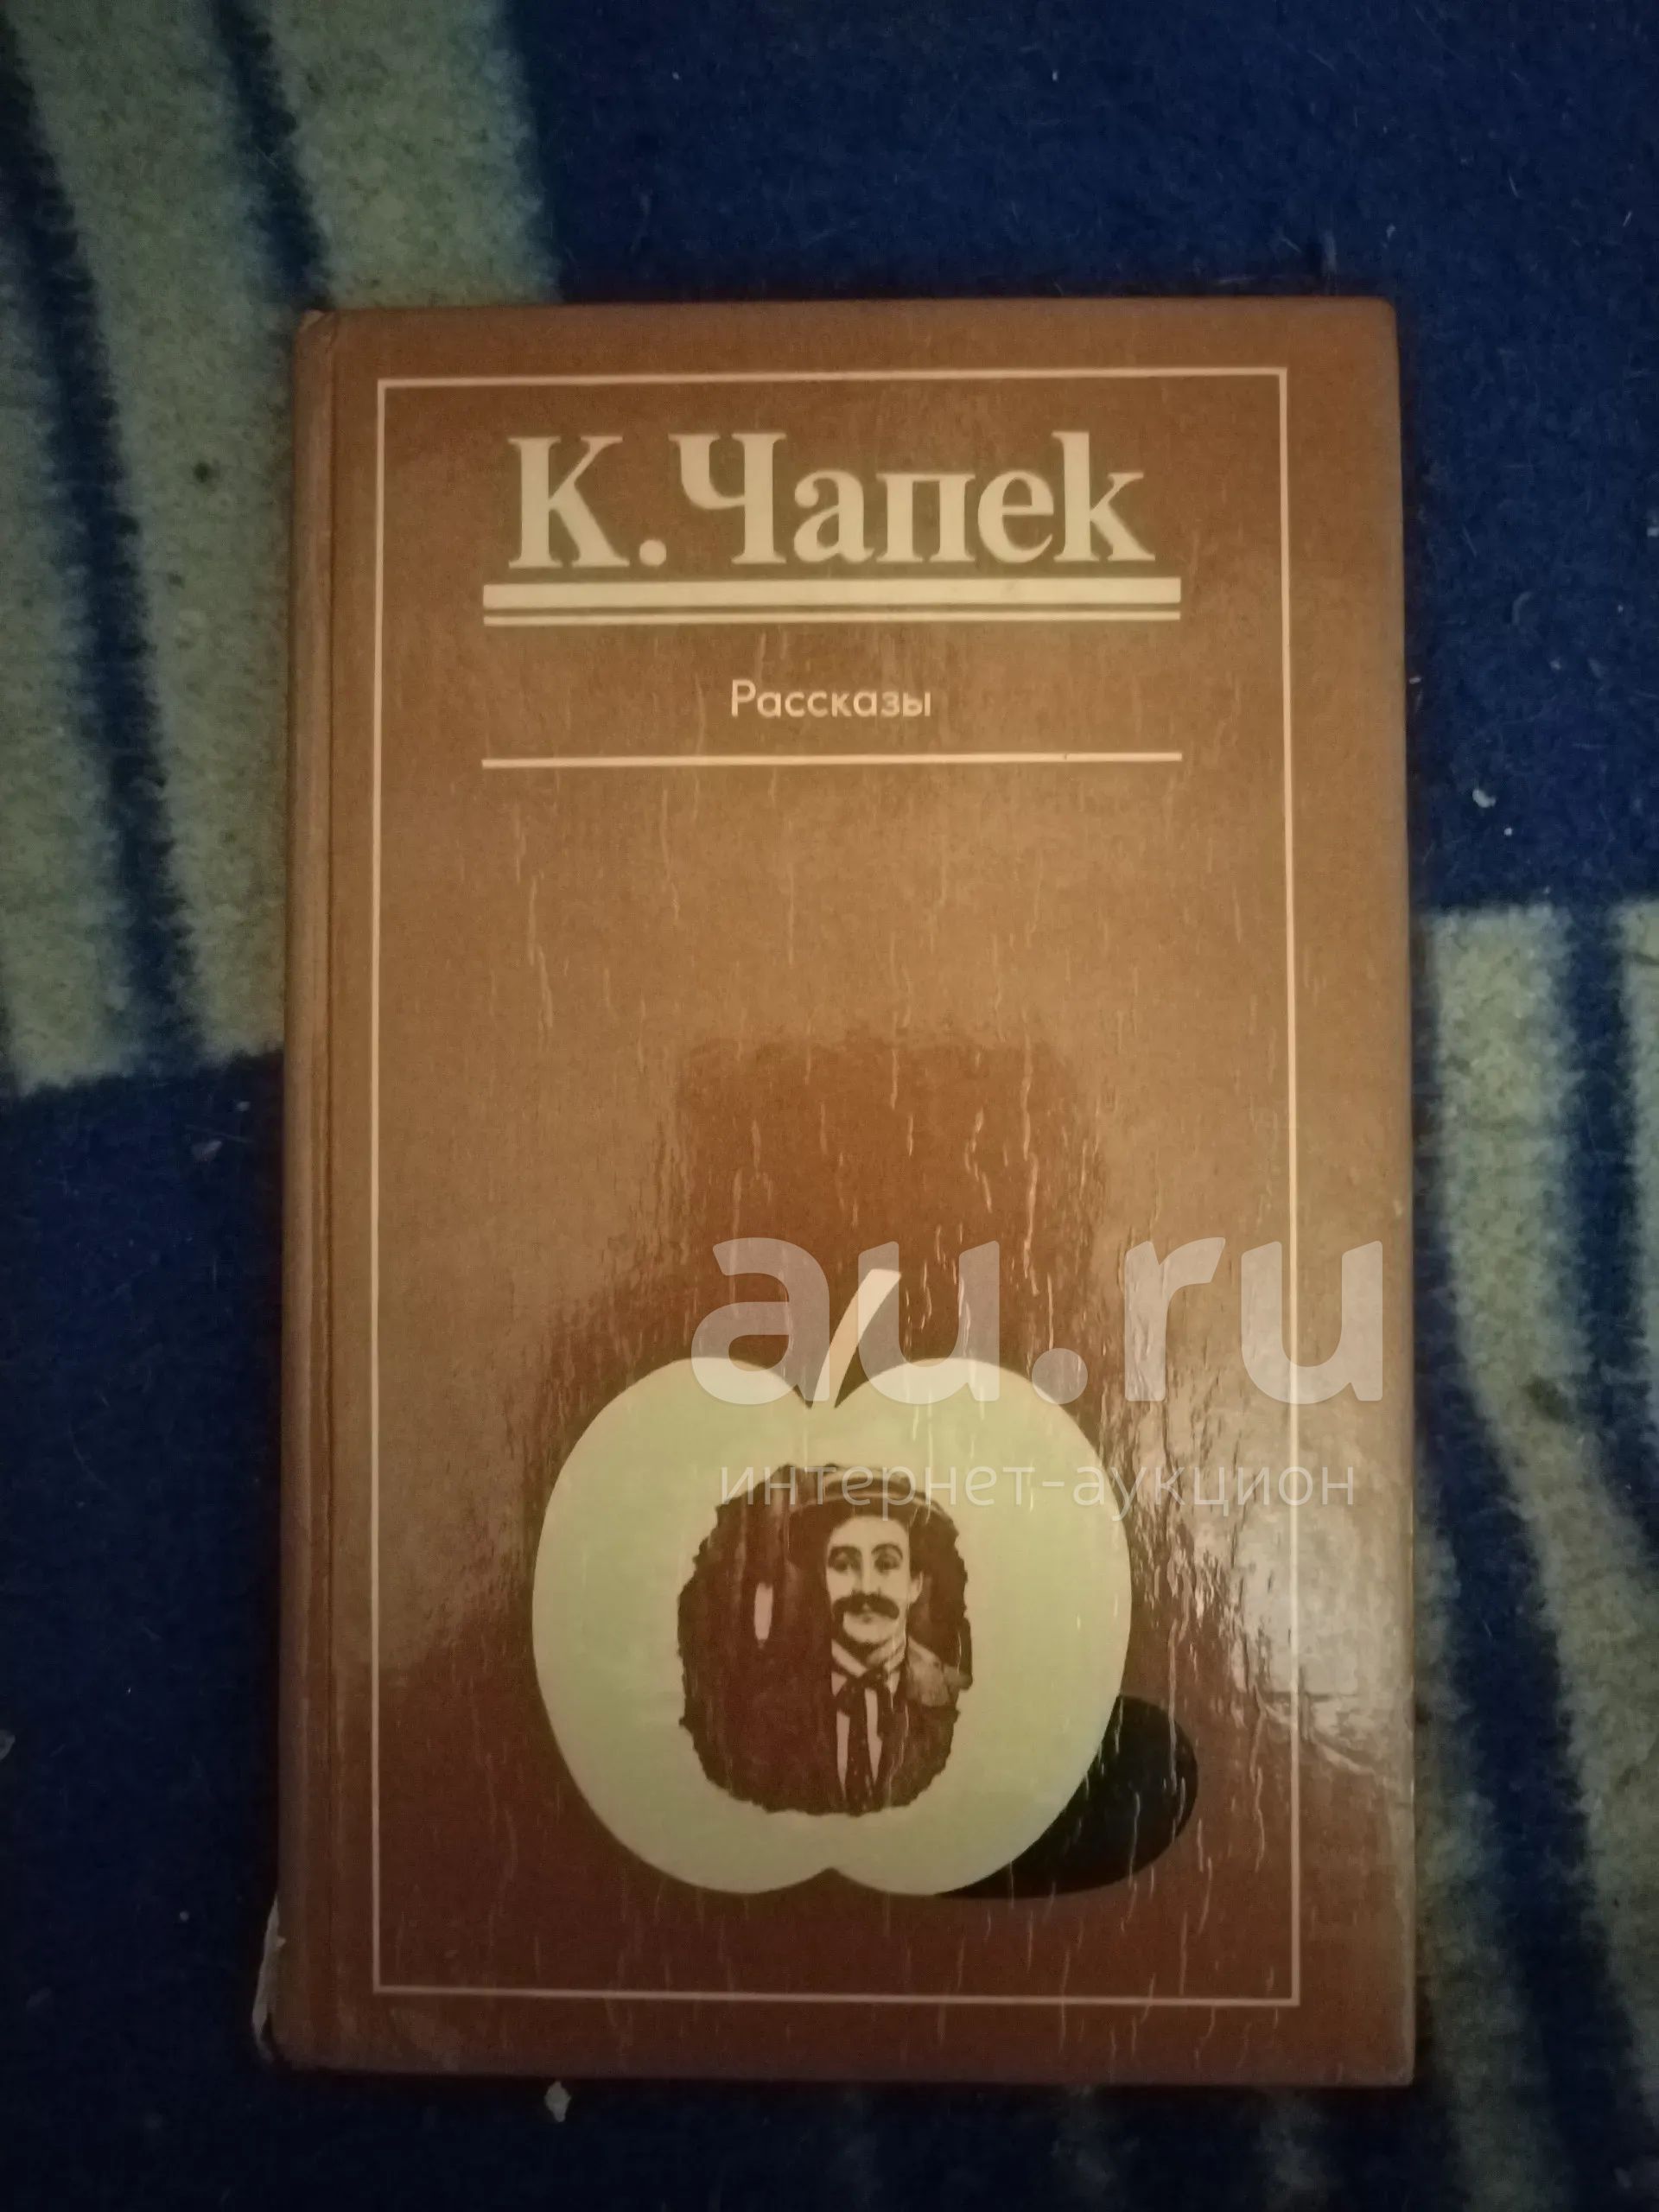 К. Чапек
Рассказы
au.ru
интернет-аукцион